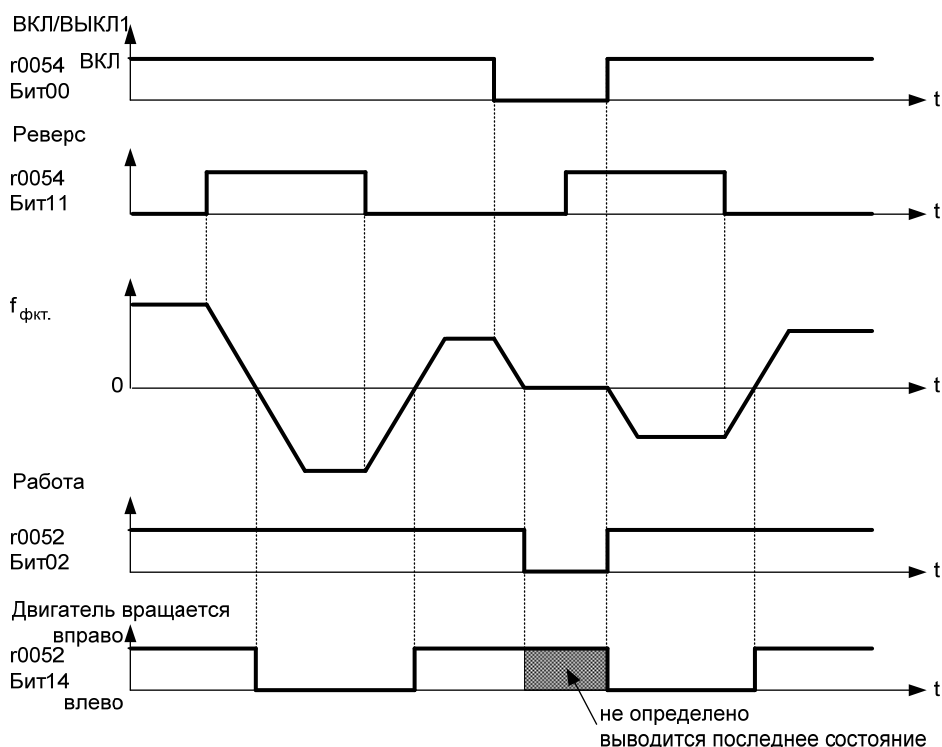 ВКЛ/ВЫКЛ1
r0054 ВКЛ
Бит00
t
Реверс
r0054
Бит11
t
f фкт.
0
t
Работа
r0052
Бит02
t
Двигатель вращается
вправо
r0052
Бит14
влево
t
не определено
выводится последнее состояние